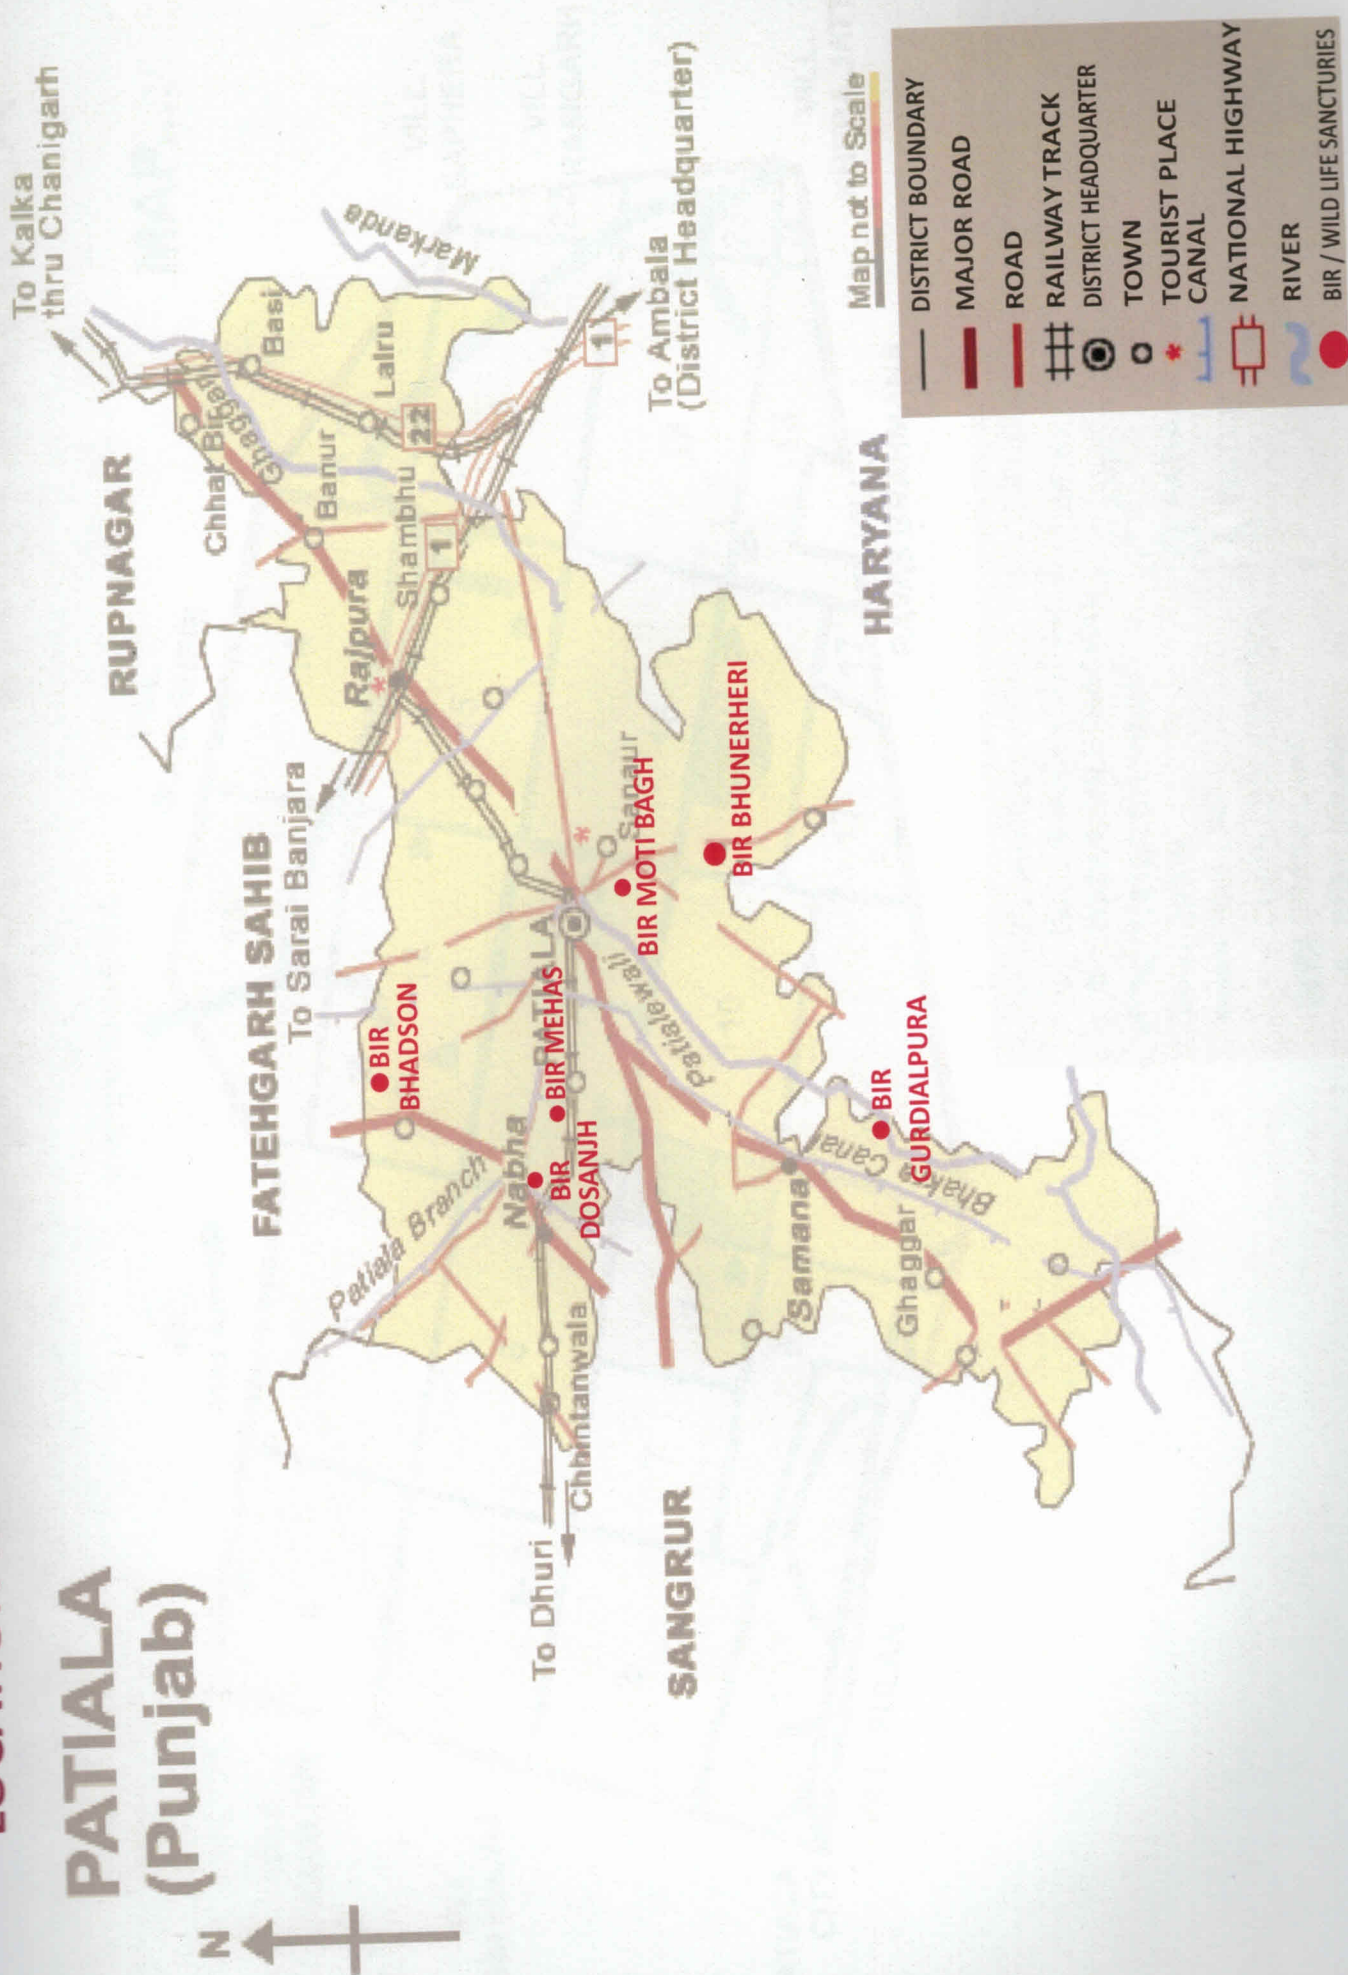 PATIALA
(Punjab)
N
To Kalka
thru Chanigarh
RUPNAGAR
FATEHGARH SAHIB
To Sarai Banjara
Markanda
Basi
Lalru
22
Banur
Shambhu
1
1
To Ambala
(District Headquarter)
Rajpura
Patiala Branch
BIR
BHADSON
Nabha
PATIALA
BIR MEHAS
BIR
DOSANJH
Sanaur
BIR MOTI BAGH
BIR BHUNERHERI
Patialewali
To Dhuri
Chhintanwala
SANGRUR
Samana
Ghaggar
Bhakra Canal
BIR
GURDIALPURA
HARYANA
Map not to Scale
DISTRICT BOUNDARY
MAJOR ROAD
ROAD
RAILWAY TRACK
DISTRICT HEADQUARTER
TOWN
TOURIST PLACE
CANAL
NATIONAL HIGHWAY
RIVER
BIR / WILD LIFE SANCTURIES